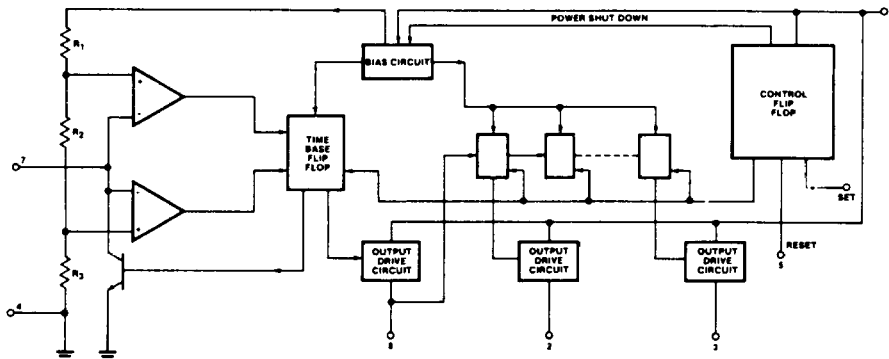 POWER SHUT DOWN
R1
BIAS CIRCUIT
CONTROL
FLIP
FLOP
+
-
TIME
BASE
FLIP
FLOP
R2
7
-
+
SET
R3
OUTPUT
DRIVE
CIRCUIT
OUTPUT
DRIVE
CIRCUIT
OUTPUT
DRIVE
CIRCUIT
RESET
5
4
8
2
3